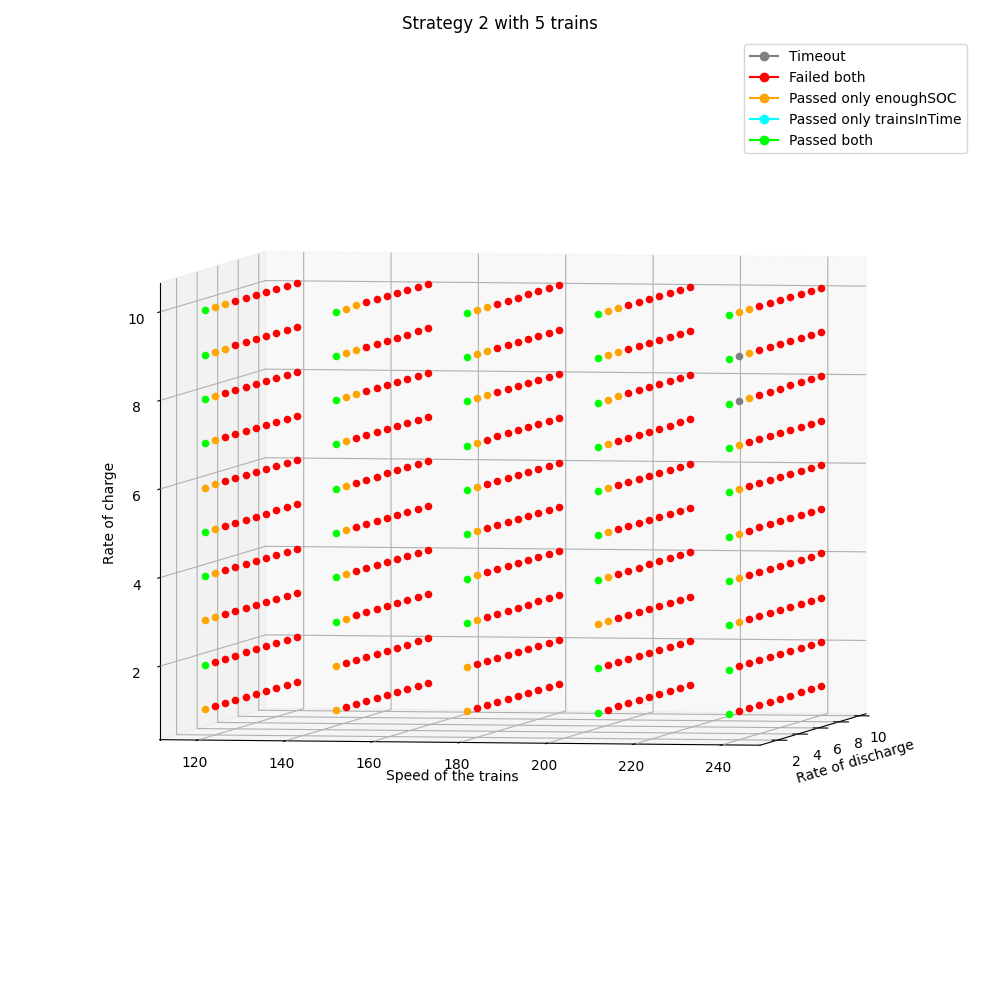 Strategy 2 with 5 trains
Timeout
Failed both
Passed only enoughSOC
Passed only trainsInTime
Passed both
10
8
6
4
2
Rate of charge
120 140 160 180 200 220 240
Speed of the trains
2 4 6 8 10
Rate of discharge